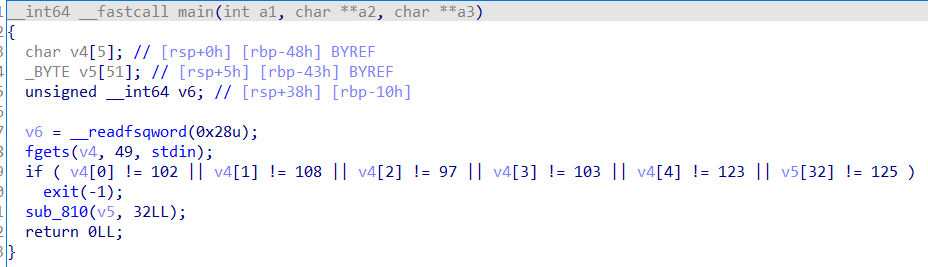 __int64 __fastcall main(int a1, char **a2, char **a3)
{
char v4[5]; // [rsp+0h] [rbp-48h] BYREF
_BYTE v5[51]; // [rsp+5h] [rbp-43h] BYREF
unsigned __int64 v6; // [rsp+38h] [rbp-10h]
v6 = __readfsqword(0x28u);
fgets(v4, 49, stdin);
if ( v4[0] != 102 || v4[1] != 108 || v4[2] != 97 || v4[3] != 103 || v4[4] != 123 || v5[32] != 125 )
exit(-1);
sub_810(v5, 32LL);
return 0LL;
}